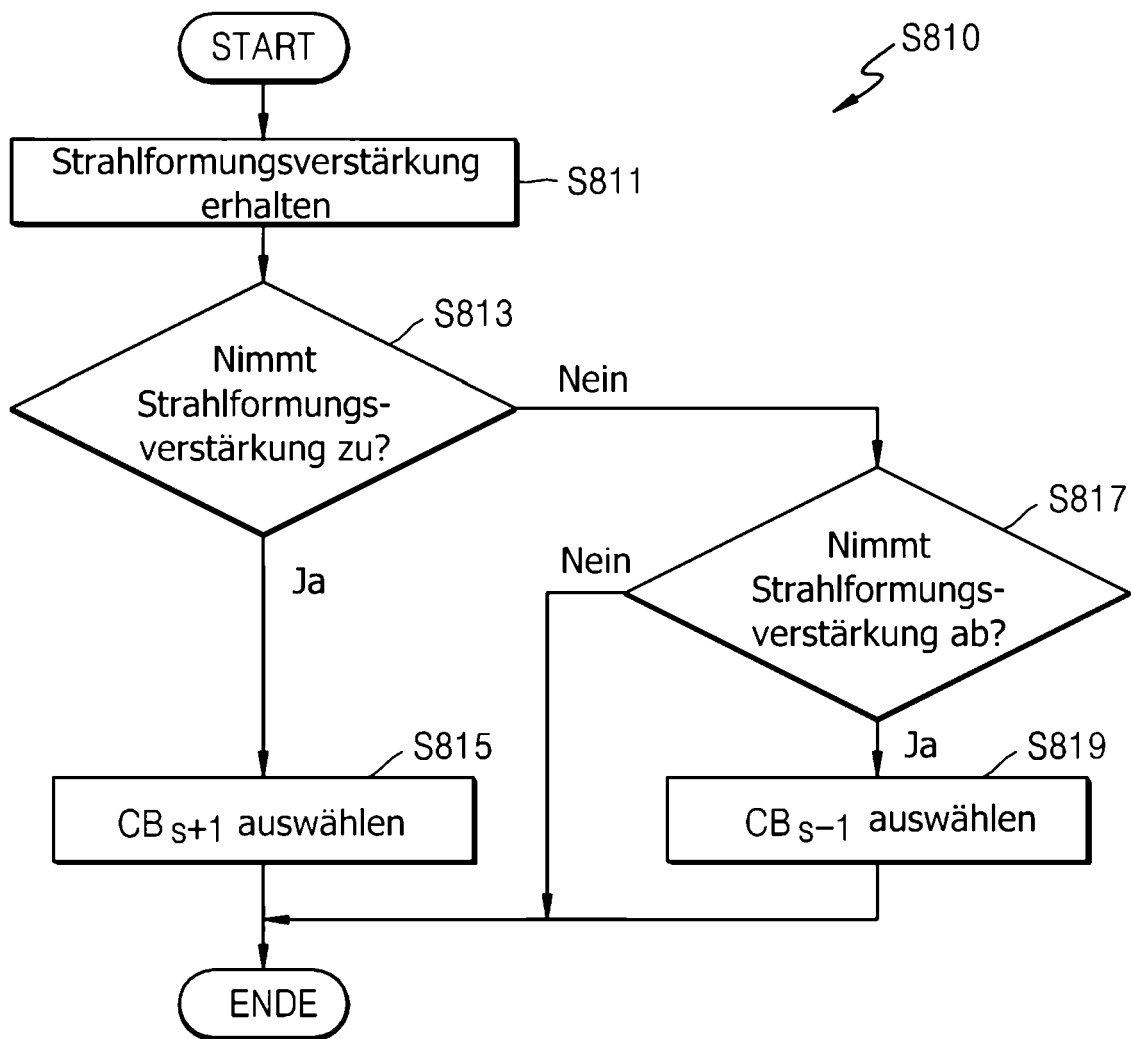 START
S810
Strahlformungsverstärkung
erhalten
S811
S813
Nimmt
Strahlformungs-
verstärkung zu?
Nein
Ja
S817
Nimmt
Strahlformungs-
verstärkung ab?
Nein
Ja
S815
CB S+1 auswählen
S819
CB S−1 auswählen
ENDE